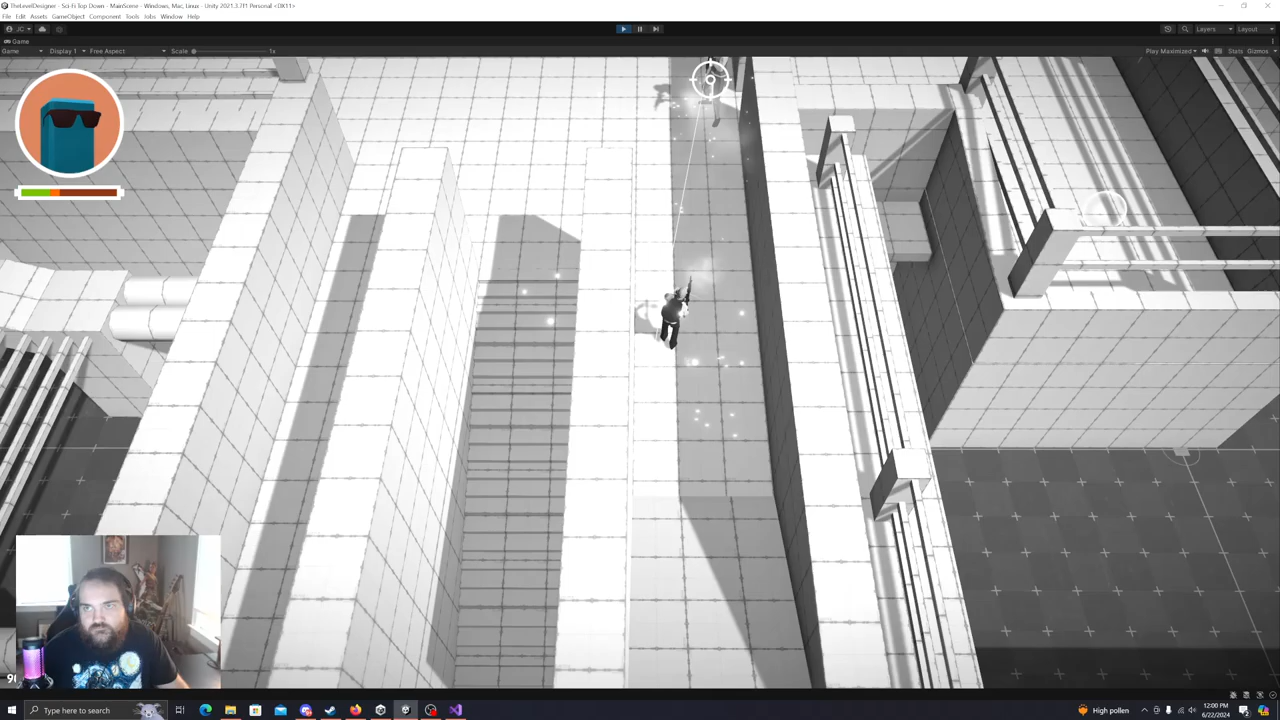 TheLevelDesigner - Sci-Fi Top Down - MainScene - Windows, Mac, Linux - Unity 2021.3.7f1 Personal <DX11>
File Edit Assets GameObject Component Tools Jobs Window Help
JC Layers Layout
Game
Game Display 1 Free Aspect Scale 1x Play Maximized Stats Gizmos
Type here to search High pollen 12:00 PM
6/22/2024